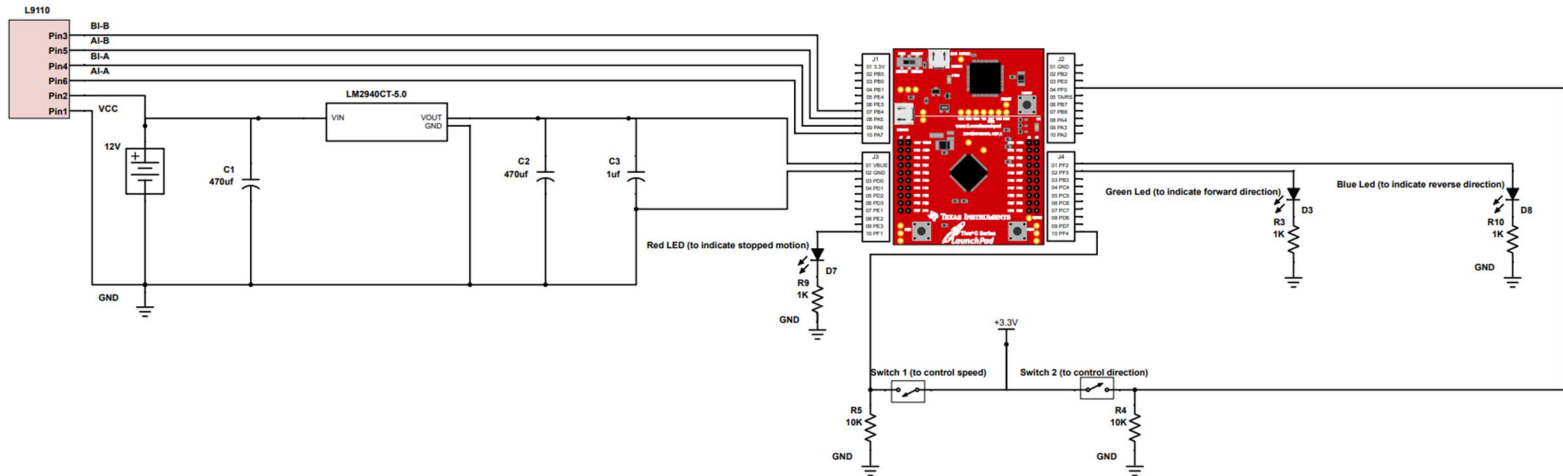 L9110
BI-B
Pin3
AI-B
Pin5
BI-A
Pin4
AI-A
Pin6
Pin2
Pin1
VCC
12V
LM2940CT-5.0
VIN
VOUT
GND
C1
470uf
C2
470uf
C3
1uf
GND
J1
01 3.3V
02 PB5
03 PB0
04 PB1
05 PE4
06 PE5
07 PB4
08 PA5
09 PA6
10 PA7
J2
01 GND
02 PB2
03 PE0
04 PF0
06 PB7
07 PB6
08 PA4
09 PA3
10 PA2
J3
01 VBUS
02 GND
03 PD0
04 PD1
05 PD2
06 PD3
07 PE1
08 PE2
09 PE3
10 PF1
J4
01 PF2
02 PF3
03 PB3
04 PC4
05 PC5
06 PC6
07 PC7
08 PD6
09 PD7
10 PF4
TEXAS INSTRUMENTS
Tiva C Series
LaunchPad
Red LED (to indicate stopped motion)
D7
R9
1K
GND
Green Led (to indicate forward direction)
D3
R3
1K
Blue Led (to indicate reverse direction)
D8
R10
1K
GND
+3.3V
Switch 1 (to control speed)
Switch 2 (to control direction)
R5
10K
GND
R4
10K
GND